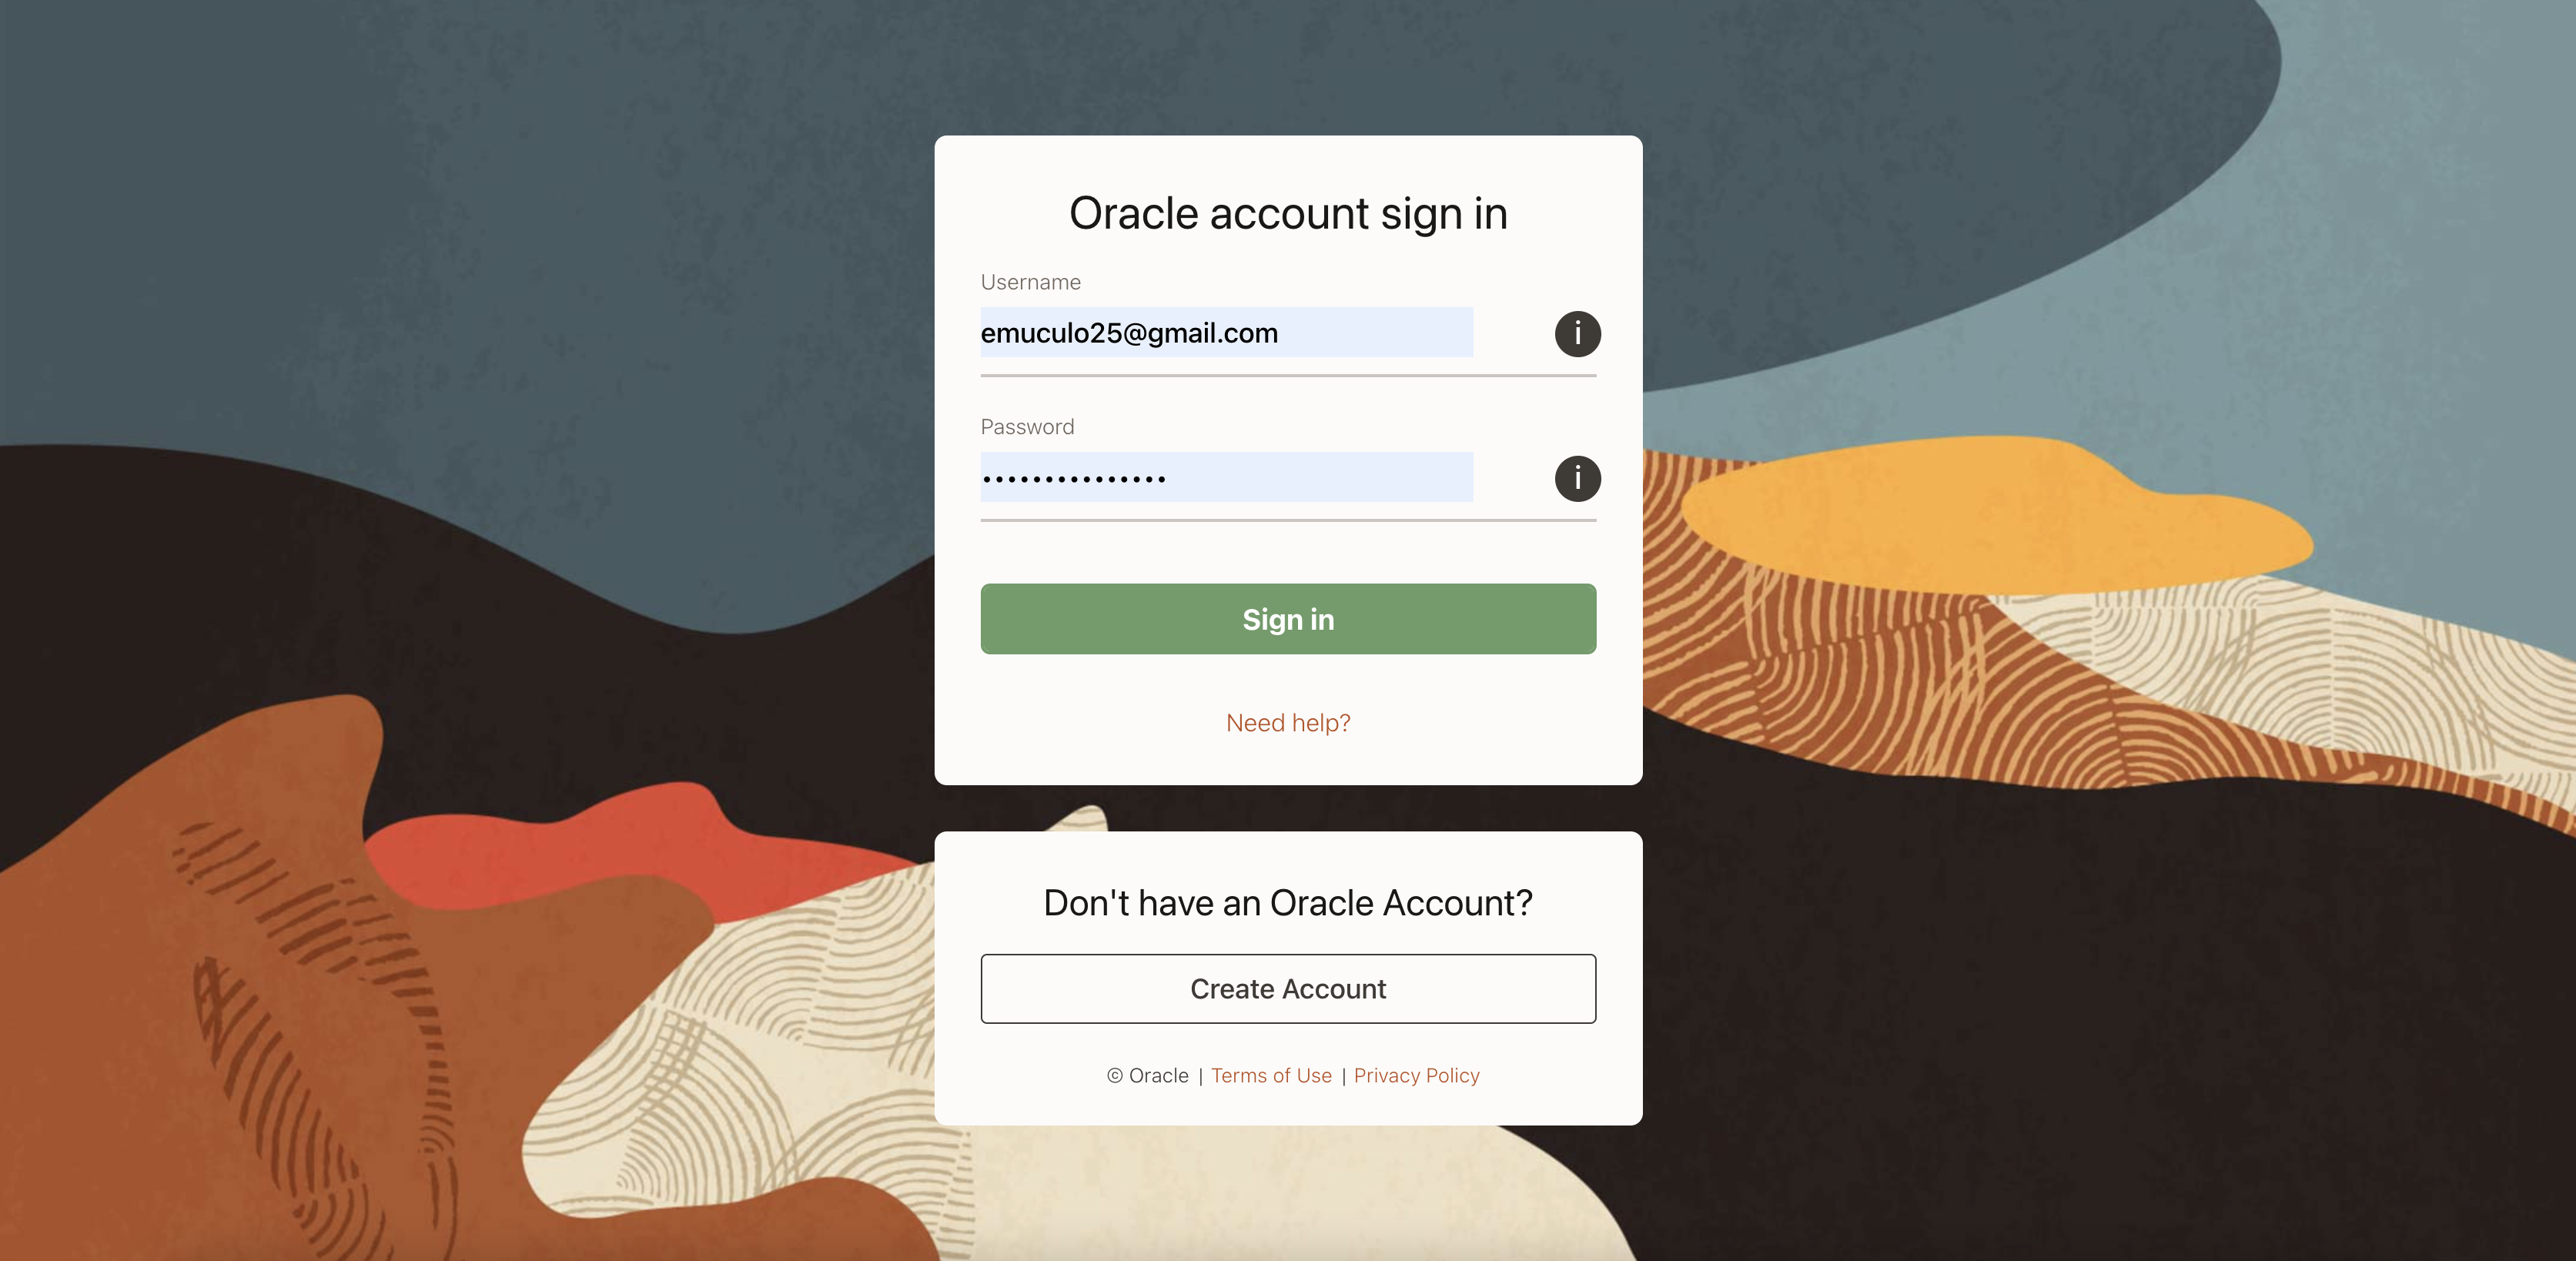 Oracle account sign in
Username
emuculo25@gmail.com
i
Password
•••••••••••••••
i
Sign in
Need help?
Don't have an Oracle Account?
Create Account
© Oracle | Terms of Use | Privacy Policy